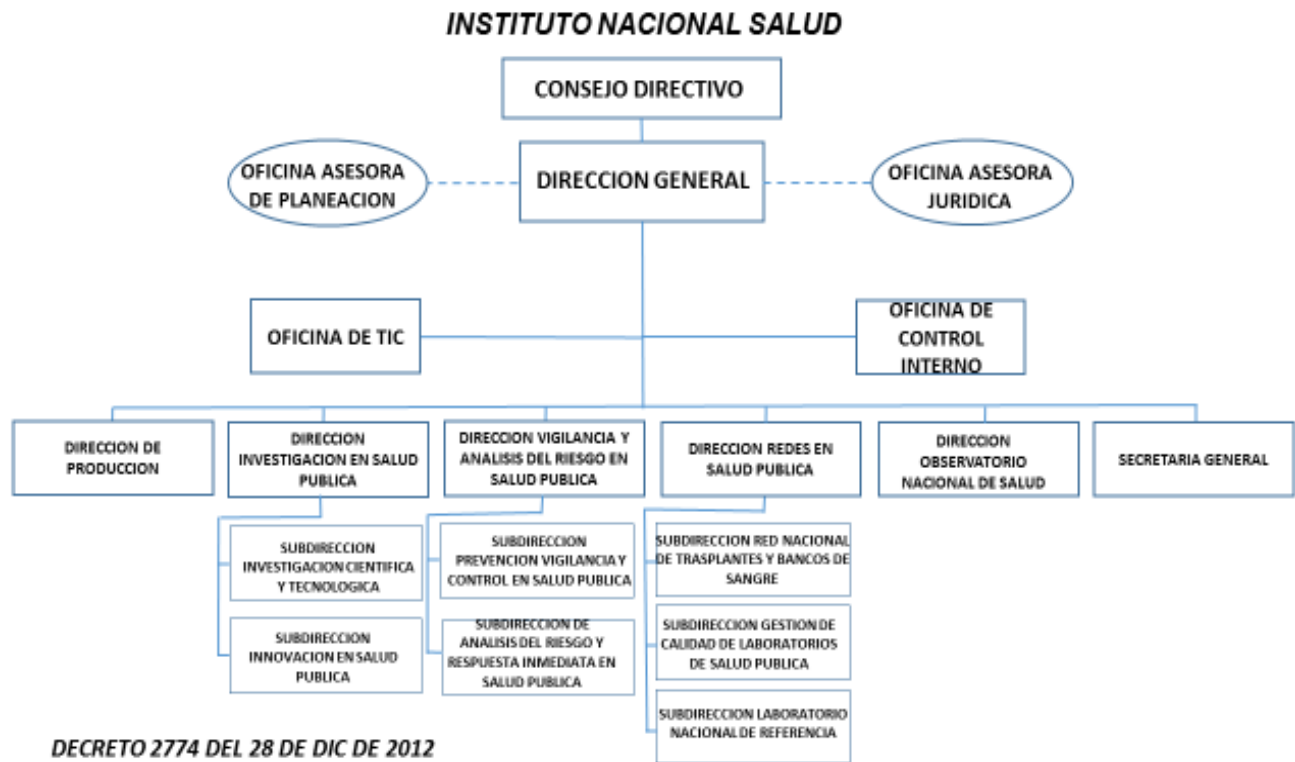 INSTITUTO NACIONAL SALUD
CONSEJO DIRECTIVO
OFICINA ASESORA
DE PLANEACION
DIRECCION GENERAL
OFICINA ASESORA
JURIDICA
OFICINA DE TIC
OFICINA DE
CONTROL
INTERNO
DIRECCION DE
PRODUCCION
DIRECCION
INVESTIGACION EN SALUD
PUBLICA
DIRECCION VIGILANCIA Y
ANALISIS DEL RIESGO EN
SALUD PUBLICA
DIRECCION REDES EN
SALUD PUBLICA
DIRECCION
OBSERVATORIO
NACIONAL DE SALUD
SECRETARIA GENERAL
SUBDIRECCION
INVESTIGACION CIENTIFICA
Y TECNOLOGICA
SUBDIRECCION
PREVENCION VIGILANCIA Y
CONTROL EN SALUD PUBLICA
SUBDIRECCION RED NACIONAL
DE TRASPLANTES Y BANCOS DE
SANGRE
SUBDIRECCION
INNOVACION EN SALUD
PUBLICA
SUBDIRECCION DE
ANALISIS DEL RIESGO Y
RESPUESTA INMEDIATA EN
SALUD PUBLICA
SUBDIRECCION GESTION DE
CALIDAD DE LABORATORIOS
DE SALUD PUBLICA
SUBDIRECCION LABORATORIO
NACIONAL DE REFERENCIA
DECRETO 2774 DEL 28 DE DIC DE 2012